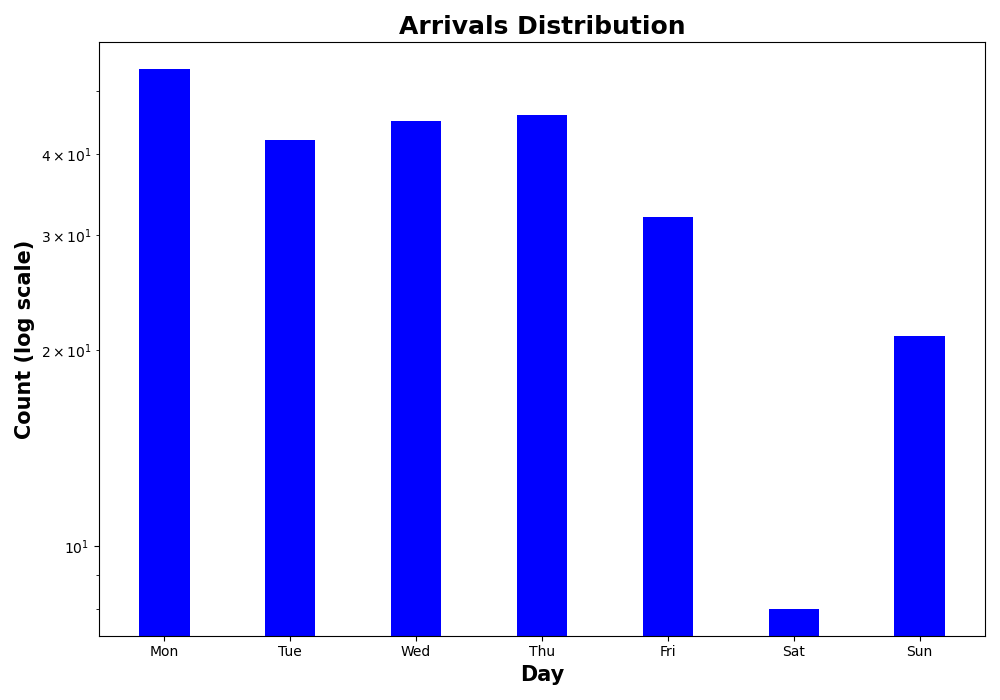 Arrivals Distribution
Count (log scale)
4 × 10¹
3 × 10¹
2 × 10¹
10¹
Mon Tue Wed Thu Fri Sat Sun
Day